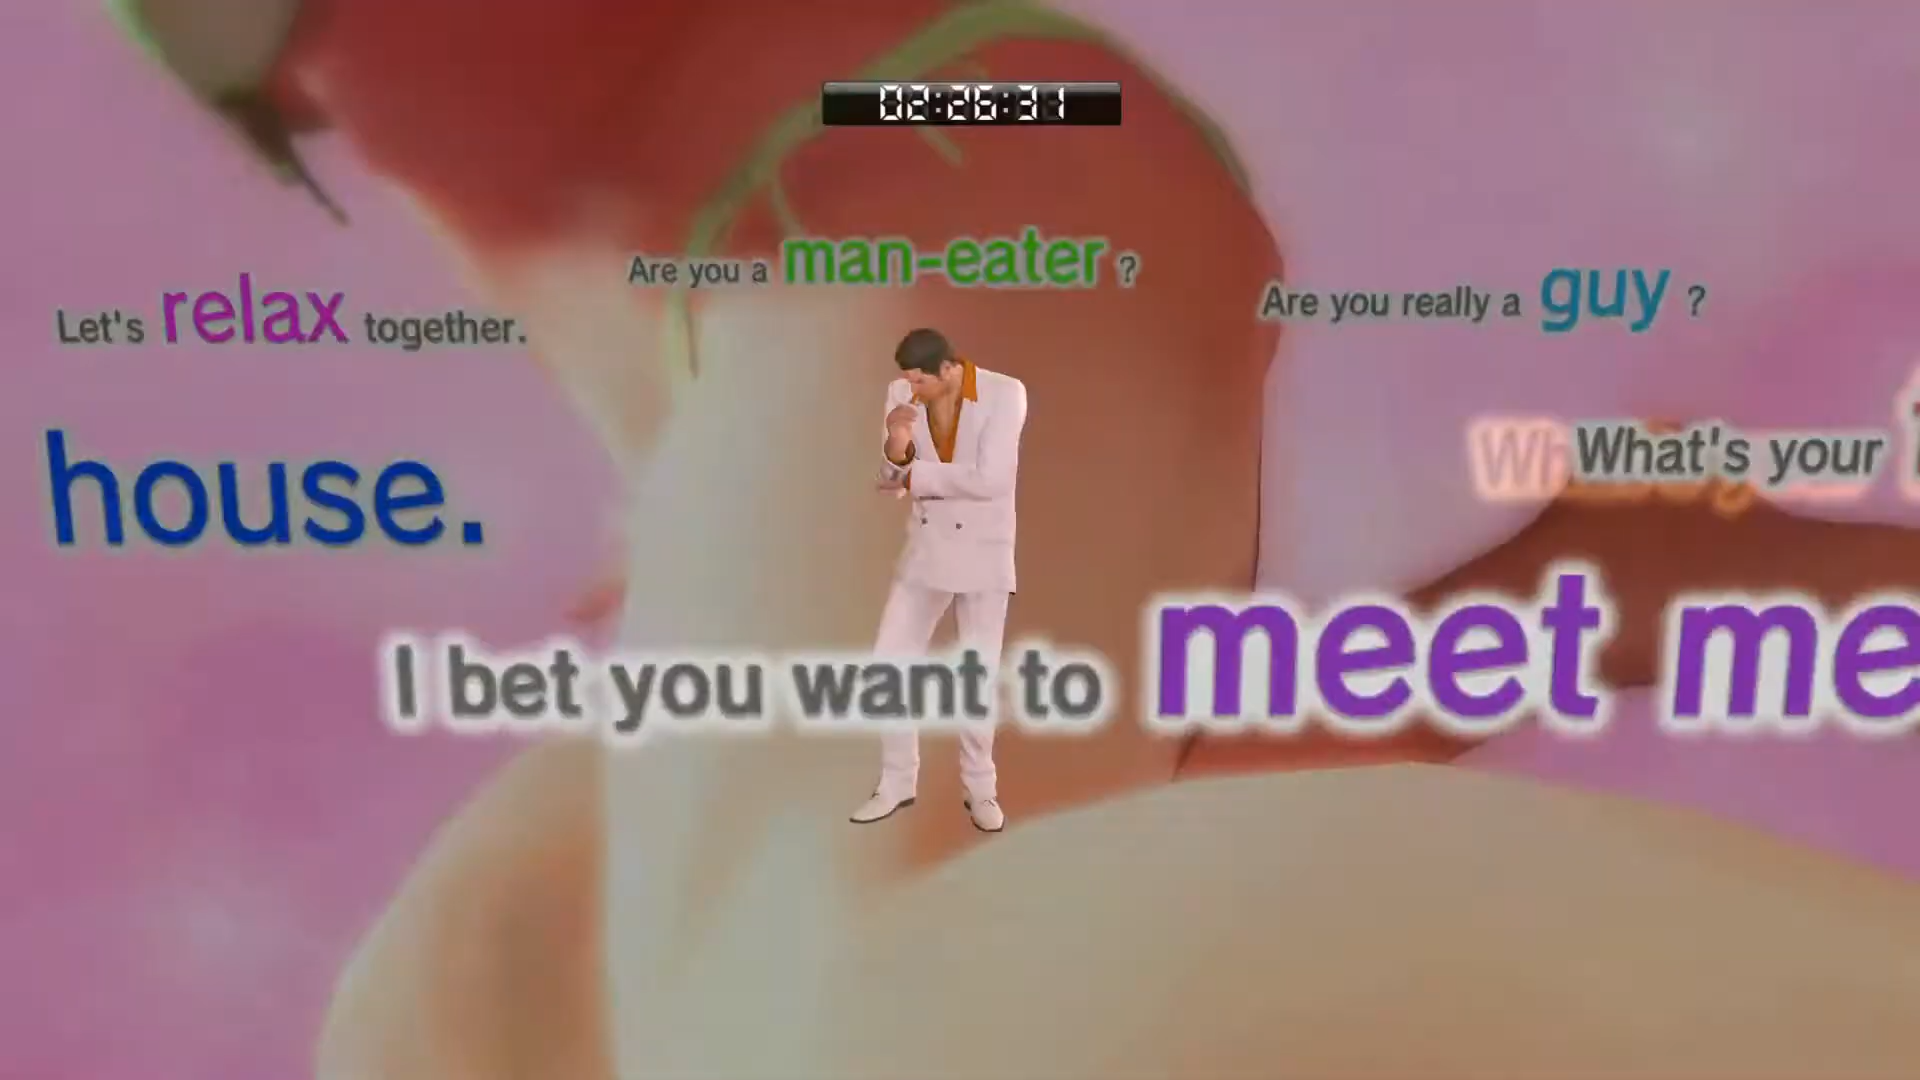 02:26:31
Are you a man-eater ?
Let's relax together.
Are you really a guy ?
What's your
house.
I bet you want to meet me